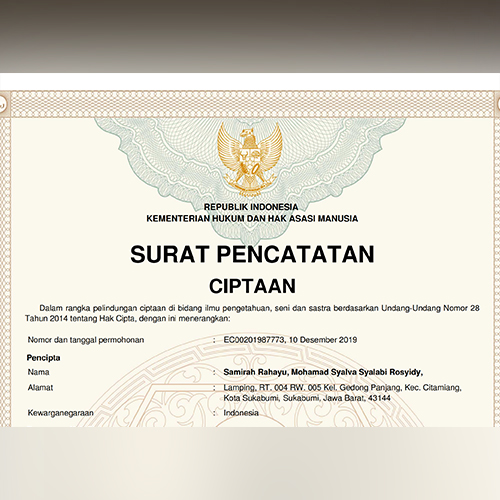 REPUBLIK INDONESIA
KEMENTERIAN HUKUM DAN HAK ASASI MANUSIA
SURAT PENCATATAN
CIPTAAN
Dalam rangka pelindungan ciptaan di bidang ilmu pengetahuan, seni dan sastra berdasarkan Undang-Undang Nomor 28
Tahun 2014 tentang Hak Cipta, dengan ini menerangkan:
Nomor dan tanggal permohonan : EC00201987773, 10 Desember 2019
Pencipta
Nama : Samirah Rahayu, Mohamad Syalva Syalabi Rosyidy,
Alamat : Lamping, RT. 004 RW. 005 Kel. Gedong Panjang, Kec. Citamiang,
Kota Sukabumi, Sukabumi, Jawa Barat, 43144
Kewarganegaraan : Indonesia